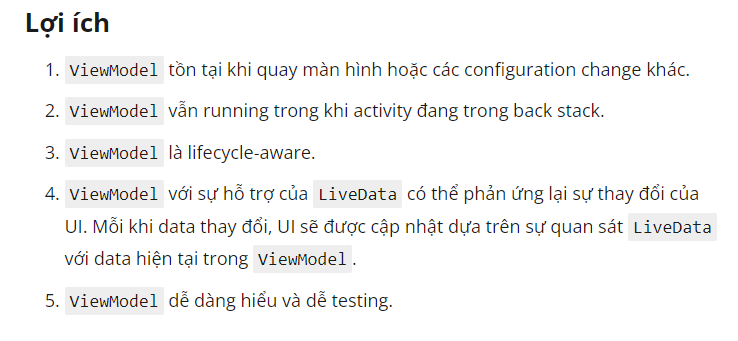 Lợi ích
1. ViewModel tồn tại khi quay màn hình hoặc các configuration change khác.
2. ViewModel vẫn running trong khi activity đang trong back stack.
3. ViewModel là lifecycle-aware.
4. ViewModel với sự hỗ trợ của LiveData có thể phản ứng lại sự thay đổi của
UI. Mỗi khi data thay đổi, UI sẽ được cập nhật dựa trên sự quan sát LiveData
với data hiện tại trong ViewModel.
5. ViewModel dễ dàng hiểu và dễ testing.